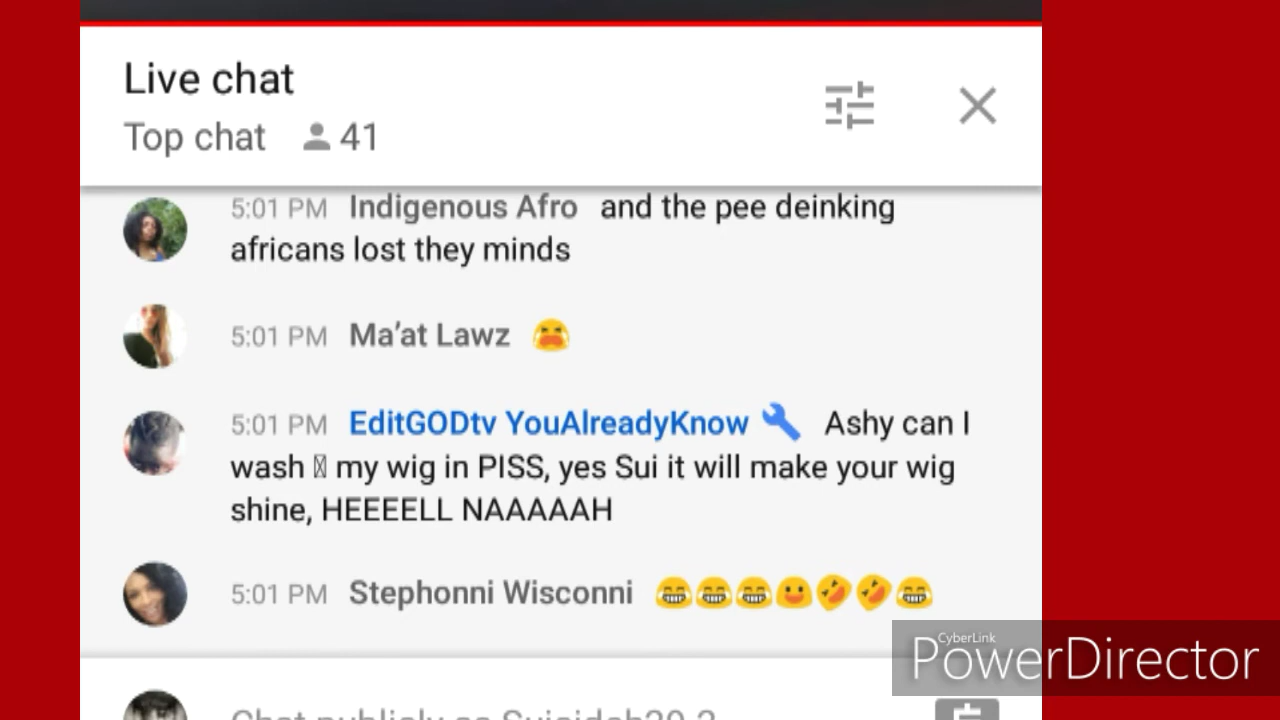 Live chat
Top chat 41
5:01 PM Indigenous Afro and the pee deinking
africans lost they minds
5:01 PM Ma’at Lawz 😫
5:01 PM EditGODtv YouAlreadyKnow 🔧 Ashy can I
wash my wig in PISS, yes Sui it will make your wig
shine, HEEEELL NAAAAAH
5:01 PM Stephonni Wisconni 😂😂😂😃🤣🤣😂
CyberLink
PowerDirector
Chat publicly as